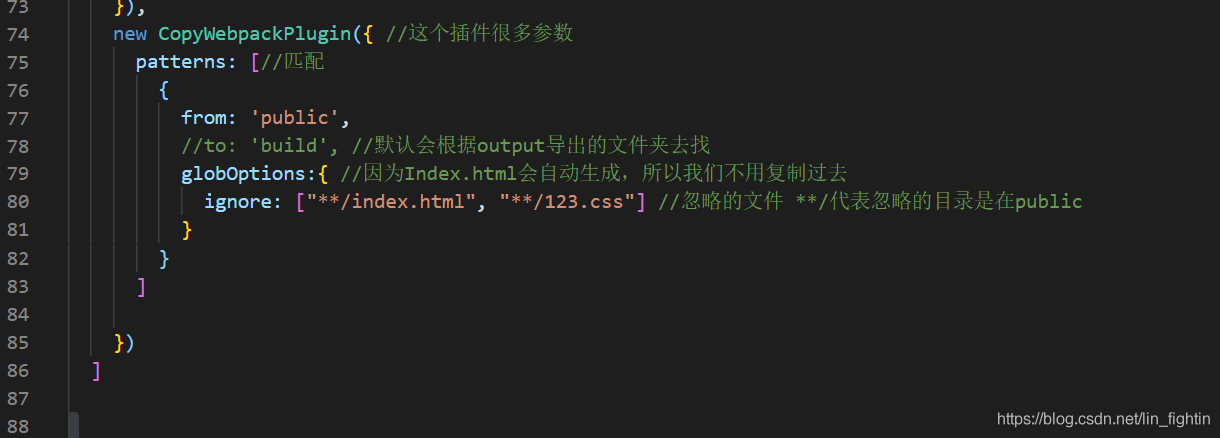 73 }),
74 new CopyWebpackPlugin({ //这个插件很多参数
75 patterns: [//匹配
76 {
77 from: 'public',
78 //to: 'build', //默认会根据output导出的文件夹去找
79 globOptions:{ //因为Index.html会自动生成，所以我们不用复制过去
80 ignore: ["**/index.html", "**/123.css"] //忽略的文件 **/代表忽略的目录是在public
81 }
82 }
83 ]
84
85 })
86 ]
87
88
https://blog.csdn.net/lin_fightin